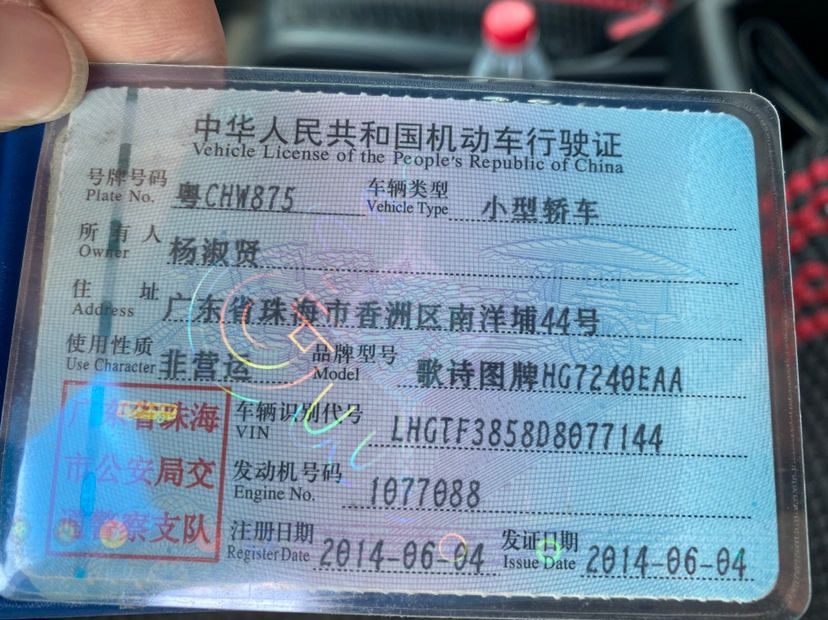 中华人民共和国机动车行驶证
Vehicle License of the People's Republic of China
号牌号码 粤CHW875 车辆类型 小型轿车
Plate No. Vehicle Type
所有人 杨淑贤
Owner
住址 广东省珠海市香洲区南洋埔44号
Address
使用性质 非营运 品牌型号 歌诗图牌HG7240EAA
Use Character Model
广东省珠海
市公安局交
通警察支队
车辆识别代号 LHGTF3858D8077144
VIN
发动机号码 1077088
Engine No.
注册日期 2014-06-04 发证日期 2014-06-04
Register Date Issue Date